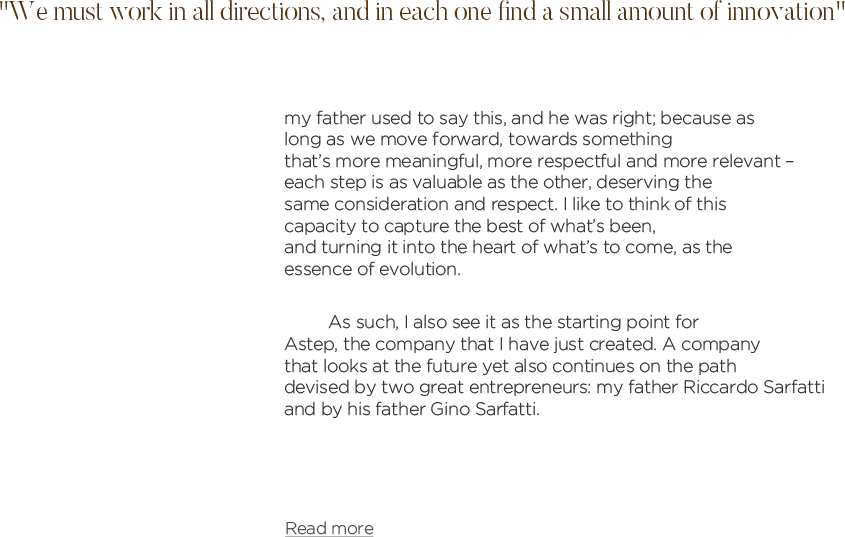 "We must work in all directions, and in each one find a small amount of innovation"
my father used to say this, and he was right; because as
long as we move forward, towards something
that’s more meaningful, more respectful and more relevant –
each step is as valuable as the other, deserving the
same consideration and respect. I like to think of this
capacity to capture the best of what’s been,
and turning it into the heart of what’s to come, as the
essence of evolution.
As such, I also see it as the starting point for
Astep, the company that I have just created. A company
that looks at the future yet also continues on the path
devised by two great entrepreneurs: my father Riccardo Sarfatti
and by his father Gino Sarfatti.
Read more